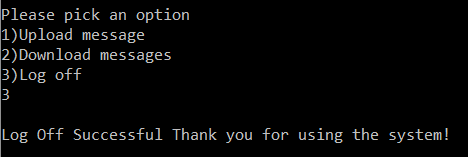 Please pick an option
1)Upload message
2)Download messages
3)Log off
3
Log Off Successful Thank you for using the system!